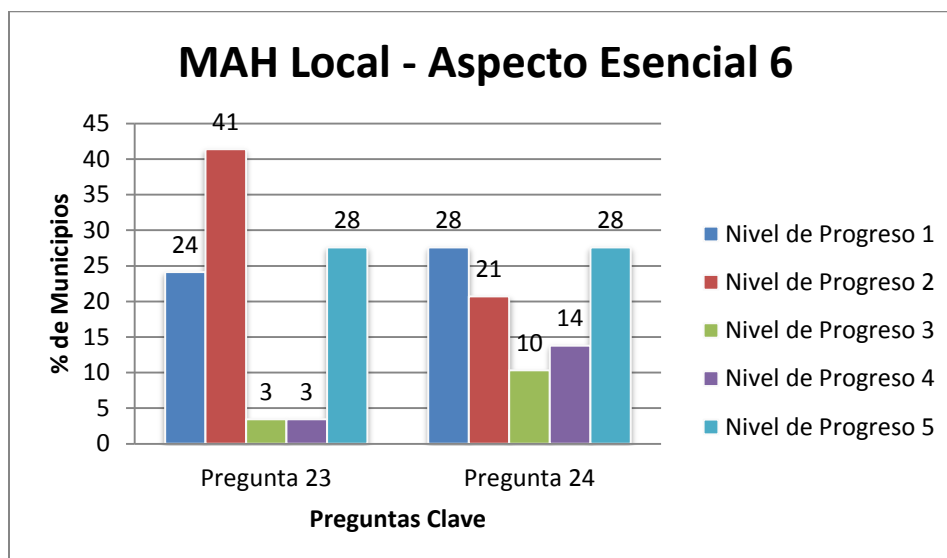 MAH Local - Aspecto Esencial 6
45
40
35
30
25
20
15
10
5
0
% de Municipios
24
41
3
3
28
28
21
10
14
28
Pregunta 23
Pregunta 24
Preguntas Clave
Nivel de Progreso 1
Nivel de Progreso 2
Nivel de Progreso 3
Nivel de Progreso 4
Nivel de Progreso 5